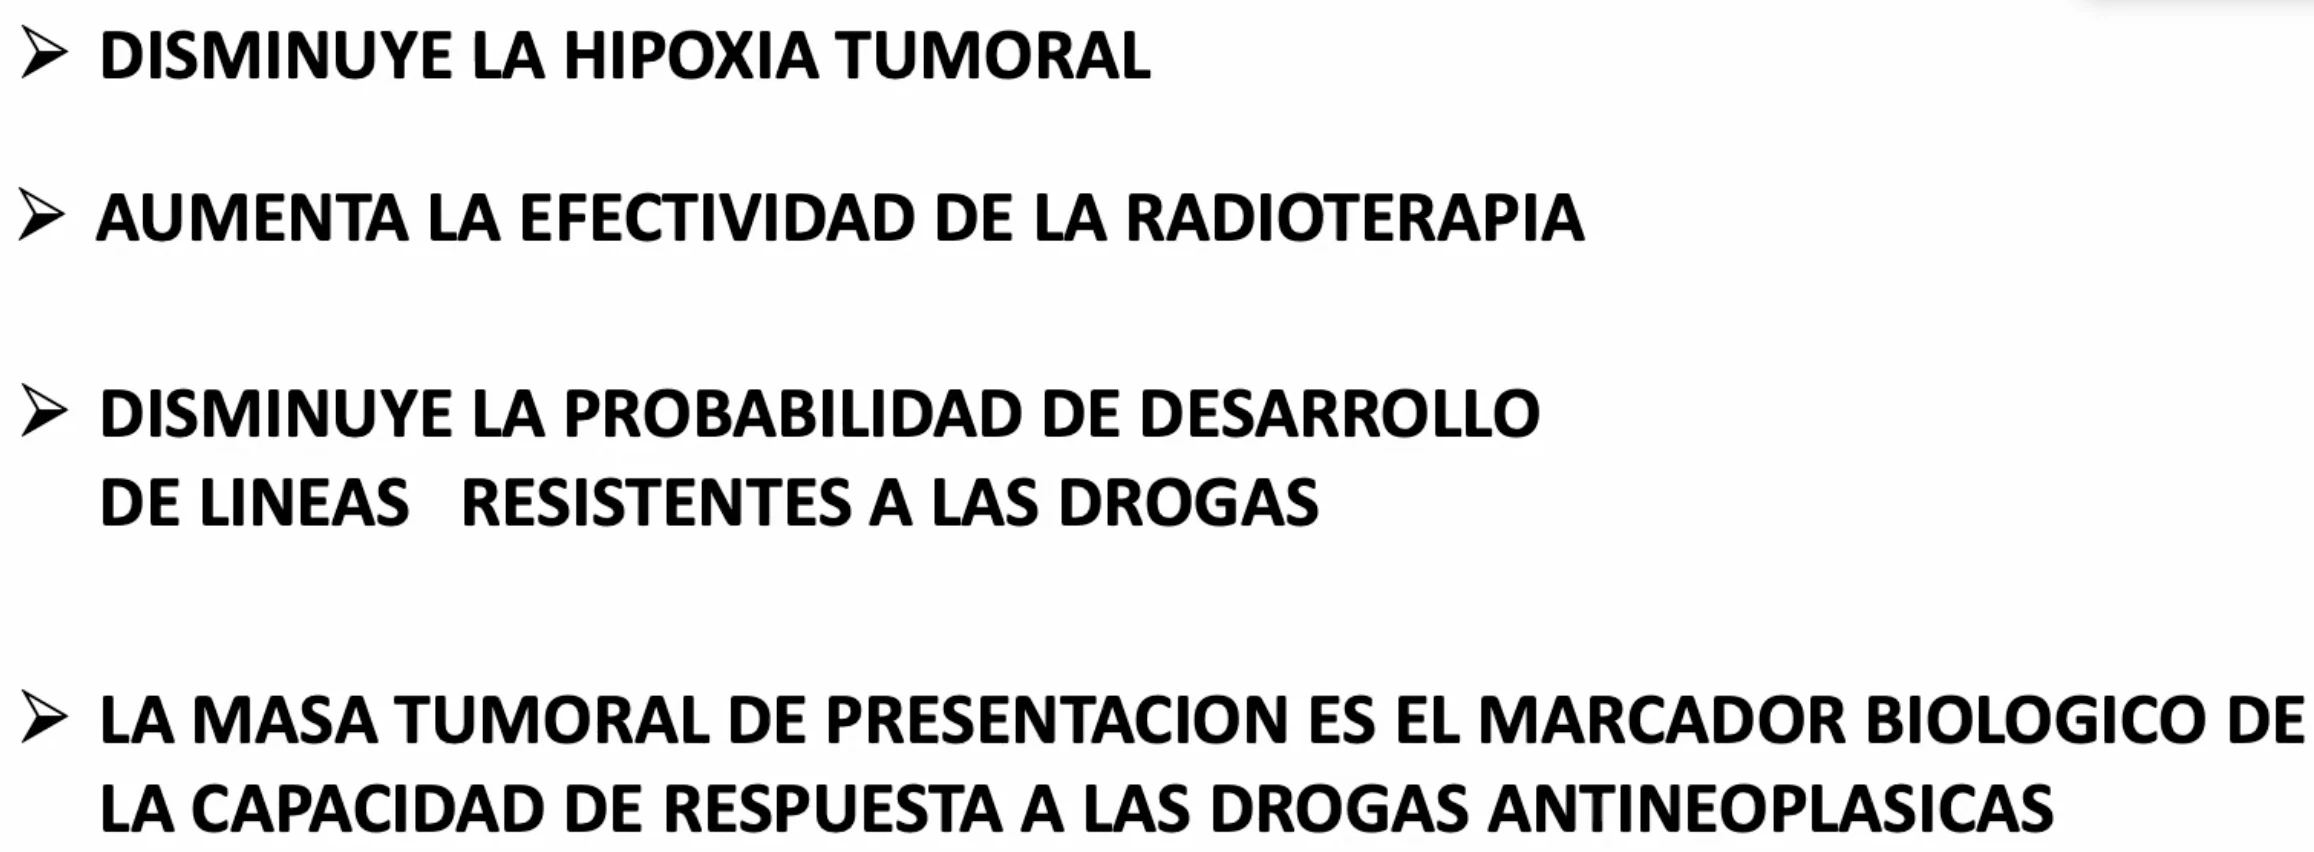 ➢ DISMINUYE LA HIPOXIA TUMORAL
➢ AUMENTA LA EFECTIVIDAD DE LA RADIOTERAPIA
➢ DISMINUYE LA PROBABILIDAD DE DESARROLLO
DE LINEAS   RESISTENTES A LAS DROGAS
➢ LA MASA TUMORAL DE PRESENTACION ES EL MARCADOR BIOLOGICO DE
LA CAPACIDAD DE RESPUESTA A LAS DROGAS ANTINEOPLASICAS